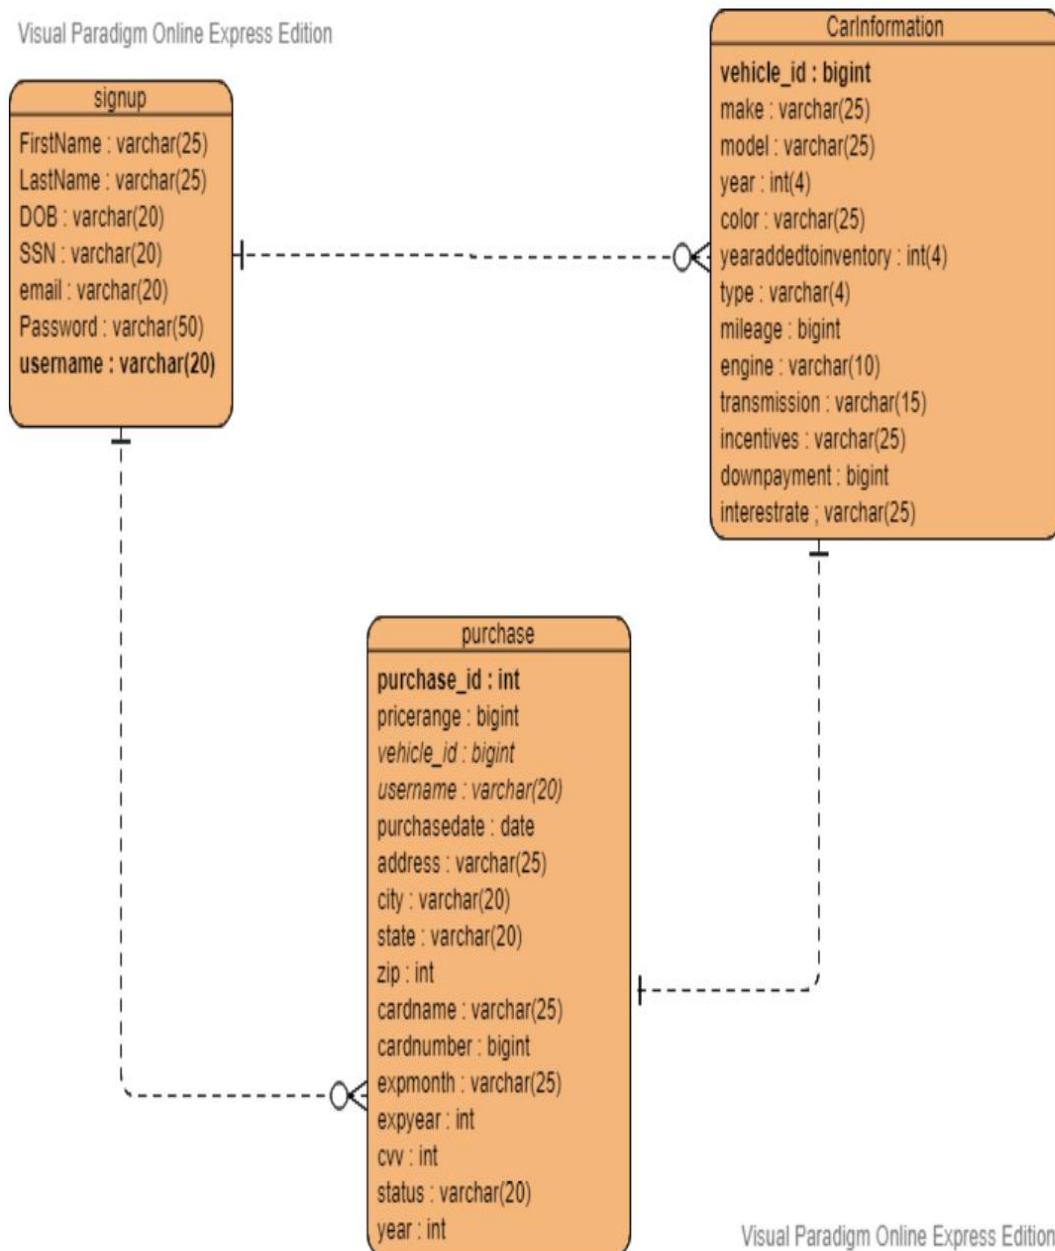 Visual Paradigm Online Express Edition
signup
FirstName : varchar(25)
LastName : varchar(25)
DOB : varchar(20)
SSN : varchar(20)
email : varchar(20)
Password : varchar(50)
username : varchar(20)
CarInformation
vehicle_id : bigint
make : varchar(25)
model : varchar(25)
year : int(4)
color : varchar(25)
yearaddedtoinventory : int(4)
type : varchar(4)
mileage : bigint
engine : varchar(10)
transmission : varchar(15)
incentives : varchar(25)
downpayment : bigint
interestrate ; varchar(25)
purchase
purchase_id : int
pricerange : bigint
vehicle_id : bigint
username : varchar(20)
purchasedate : date
address : varchar(25)
city : varchar(20)
state : varchar(20)
zip : int
cardname : varchar(25)
cardnumber : bigint
expmonth : varchar(25)
expyear : int
cvv : int
status : varchar(20)
year : int
Visual Paradigm Online Express Edition